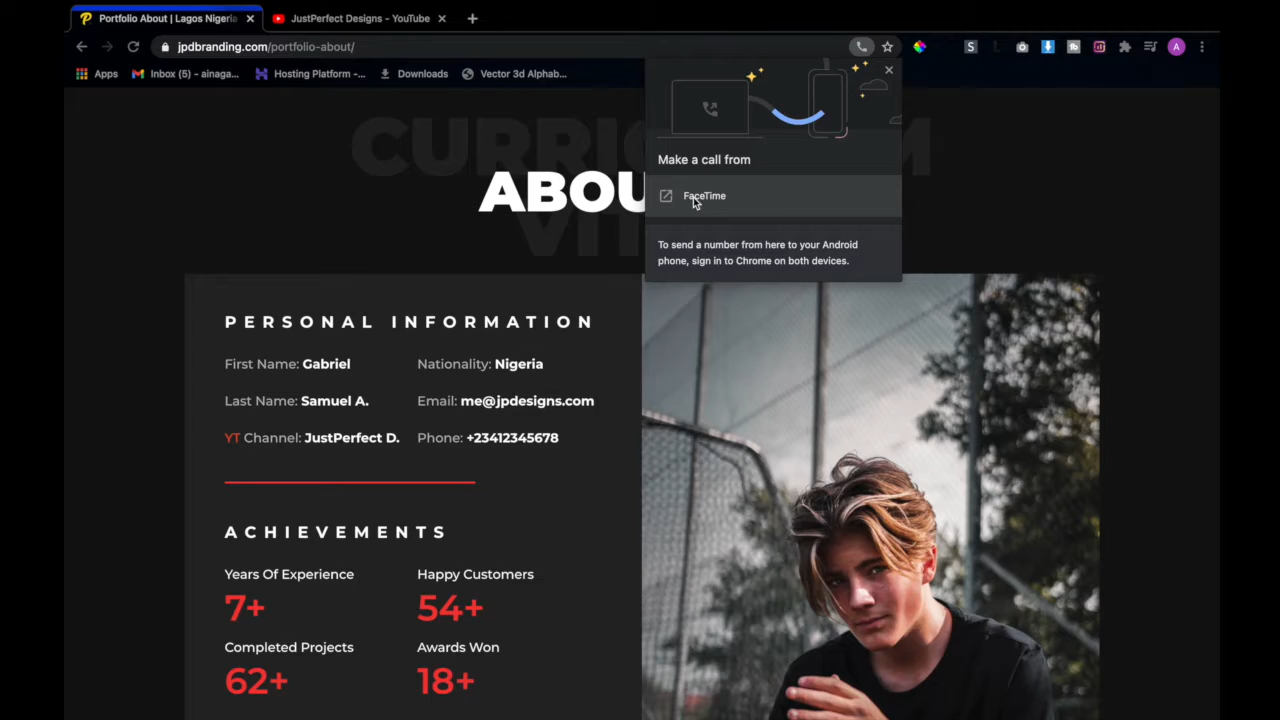 Portfolio About | Lagos Nigeria
JustPerfect Designs - YouTube
jpdbranding.com/portfolio-about/
S
A
Apps
Inbox (5) - ainaga...
Hosting Platform -...
Downloads
Vector 3d Alphab...
CURRIC
M
ABOU
VIT
Make a call from
FaceTime
To send a number from here to your Android
phone, sign in to Chrome on both devices.
PERSONAL INFORMATION
First Name: Gabriel
Nationality: Nigeria
Last Name: Samuel A.
Email: me@jpdesigns.com
YT Channel: JustPerfect D.
Phone: +23412345678
ACHIEVEMENTS
Years Of Experience
Happy Customers
7+
54+
Completed Projects
Awards Won
62+
18+